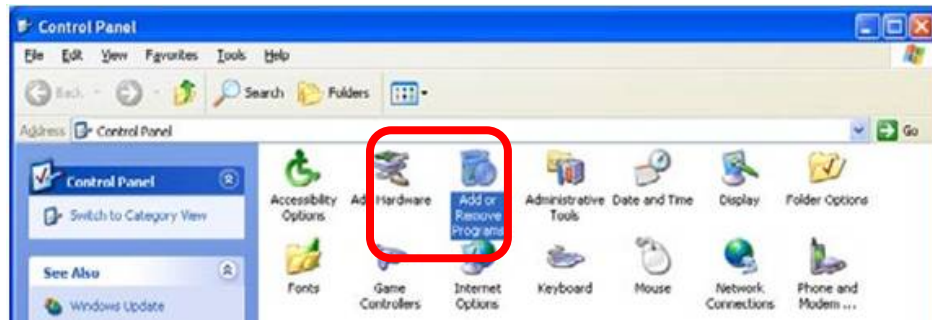 Control Panel
File Edit View Favorites Tools Help
Back Search Folders
Address Control Panel Go
Control Panel
Switch to Category View
See Also
Windows Update
Accessibility Options
Add Hardware
Add or Remove Programs
Administrative Tools
Date and Time
Display
Folder Options
Fonts
Game Controllers
Internet Options
Keyboard
Mouse
Network Connections
Phone and Modem ...